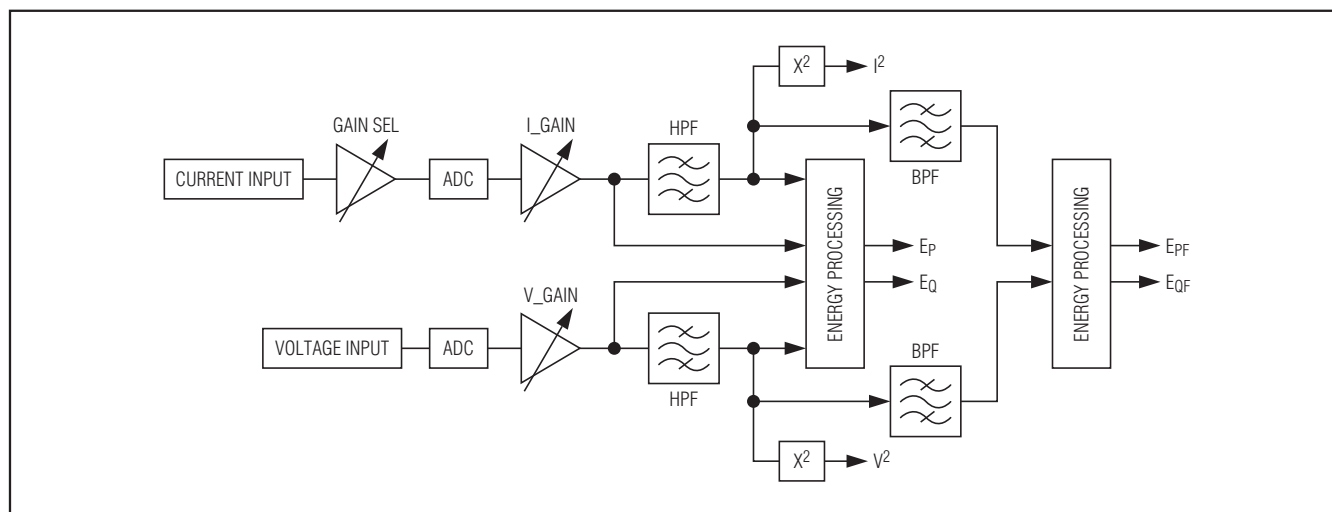 X²
I²
GAIN SEL
I_GAIN
HPF
CURRENT INPUT
ADC
BPF
ENERGY PROCESSING
E_P
E_Q
ENERGY PROCESSING
E_PF
E_QF
V_GAIN
VOLTAGE INPUT
ADC
HPF
BPF
X²
V²